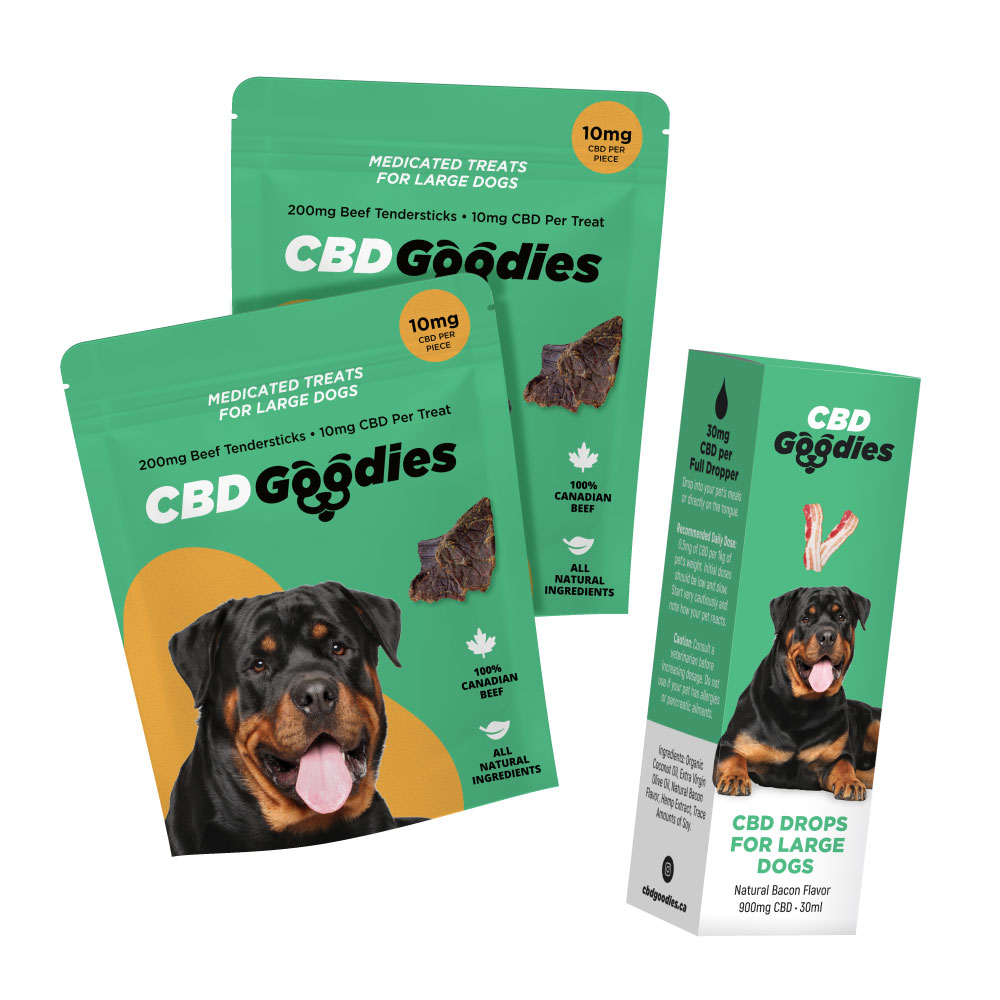 10mg
CBD PER
PIECE
MEDICATED TREATS
FOR LARGE DOGS
200mg Beef Tendersticks • 10mg CBD Per Treat
CBD Goodies
100%
CANADIAN
BEEF
ALL
NATURAL
INGREDIENTS
10mg
CBD PER
PIECE
MEDICATED TREATS
FOR LARGE DOGS
200mg Beef Tendersticks • 10mg CBD Per Treat
CBD Goodies
100%
CANADIAN
BEEF
ALL
NATURAL
INGREDIENTS
30mg
CBD per
Full Dropper
Drop into your pet's meals
or directly on the tongue.
Recommended Daily Dose:
0.5mg of CBD per 1kg of
pet's weight. Initial doses
should be low and slow.
Start very cautiously and
note how your pet reacts.
Caution: Consult a
veterinarian before
increasing dosage. Do not
use if your pet has allergies
or pancreatic ailments.
Ingredients: Organic
Coconut Oil, Extra Virgin
Olive Oil, Natural Bacon
Flavor, Hemp Extract, Trace
Amounts of Soy.
cbdgoodies.ca
CBD
Goodies
CBD DROPS
FOR LARGE
DOGS
Natural Bacon Flavor
900mg CBD • 30ml